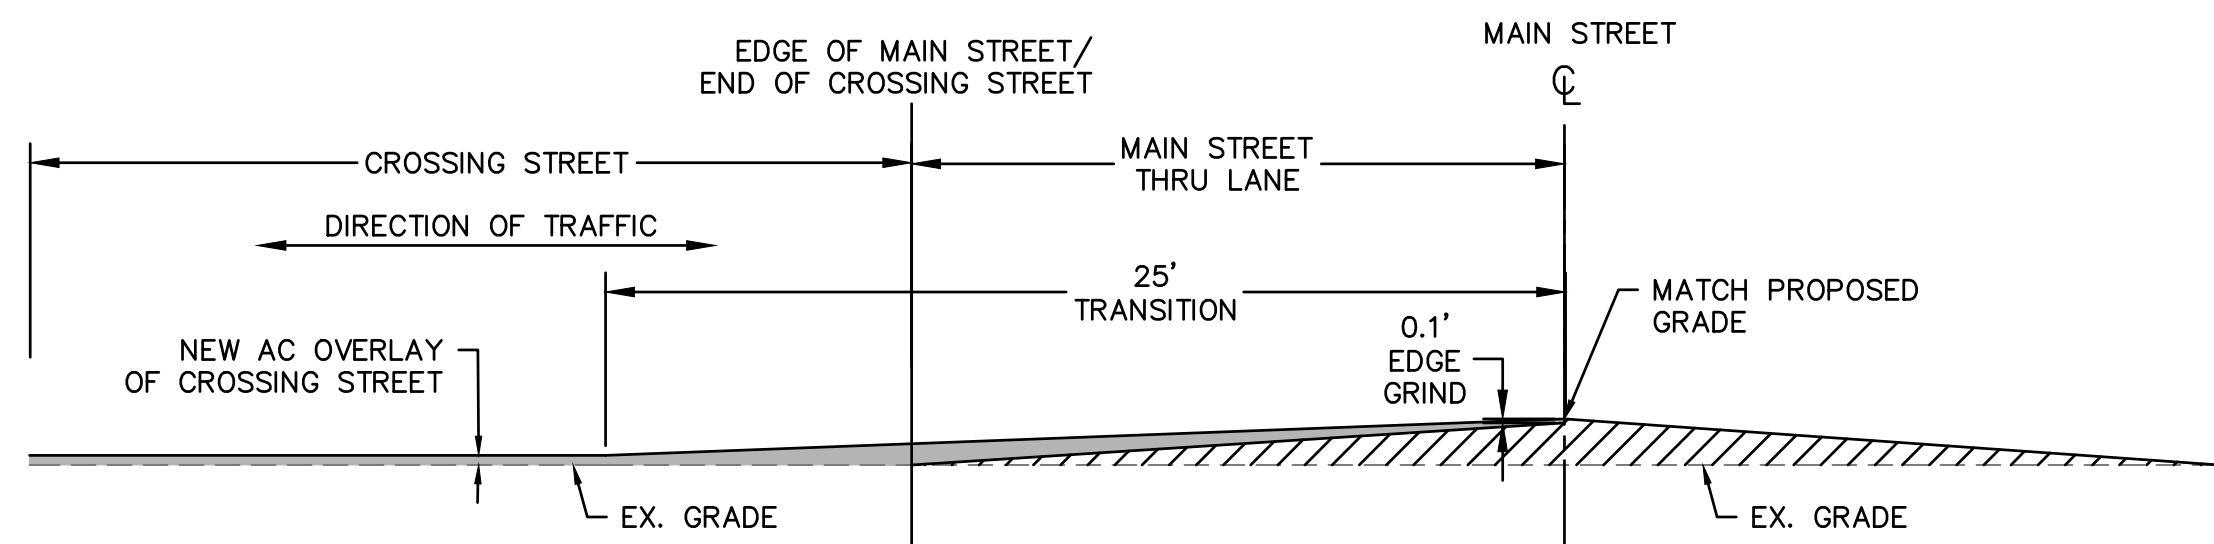 MAIN STREET
℄
EDGE OF MAIN STREET/
END OF CROSSING STREET
CROSSING STREET
MAIN STREET
THRU LANE
DIRECTION OF TRAFFIC
25'
TRANSITION
MATCH PROPOSED
GRADE
0.1'
EDGE
GRIND
NEW AC OVERLAY
OF CROSSING STREET
EX. GRADE
EX. GRADE